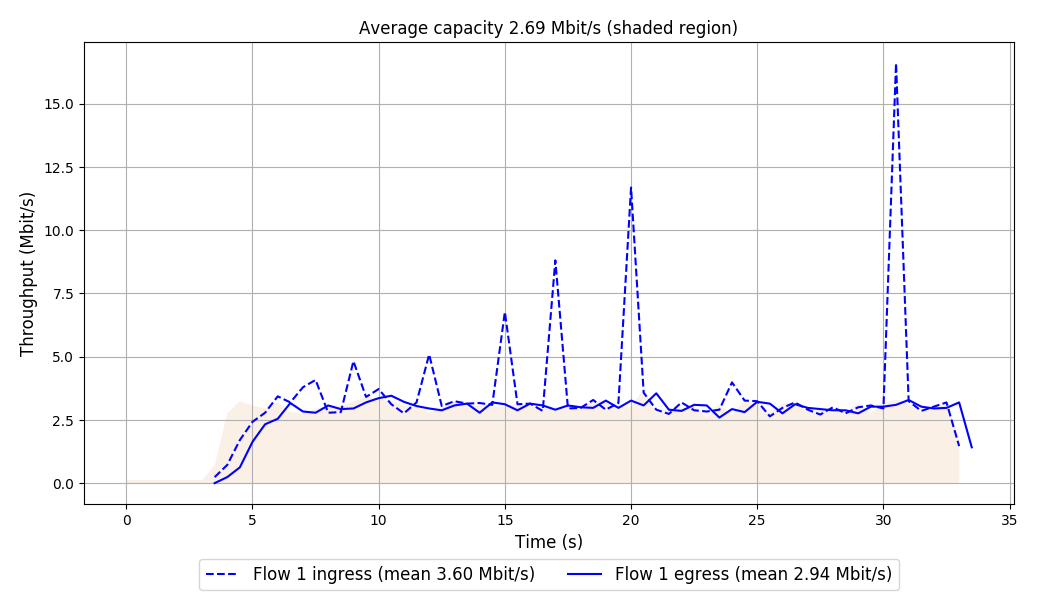 Average capacity 2.69 Mbit/s (shaded region)
Throughput (Mbit/s)
15.0
12.5
10.0
7.5
5.0
2.5
0.0
0 5 10 15 20 25 30 35
Time (s)
Flow 1 ingress (mean 3.60 Mbit/s) Flow 1 egress (mean 2.94 Mbit/s)